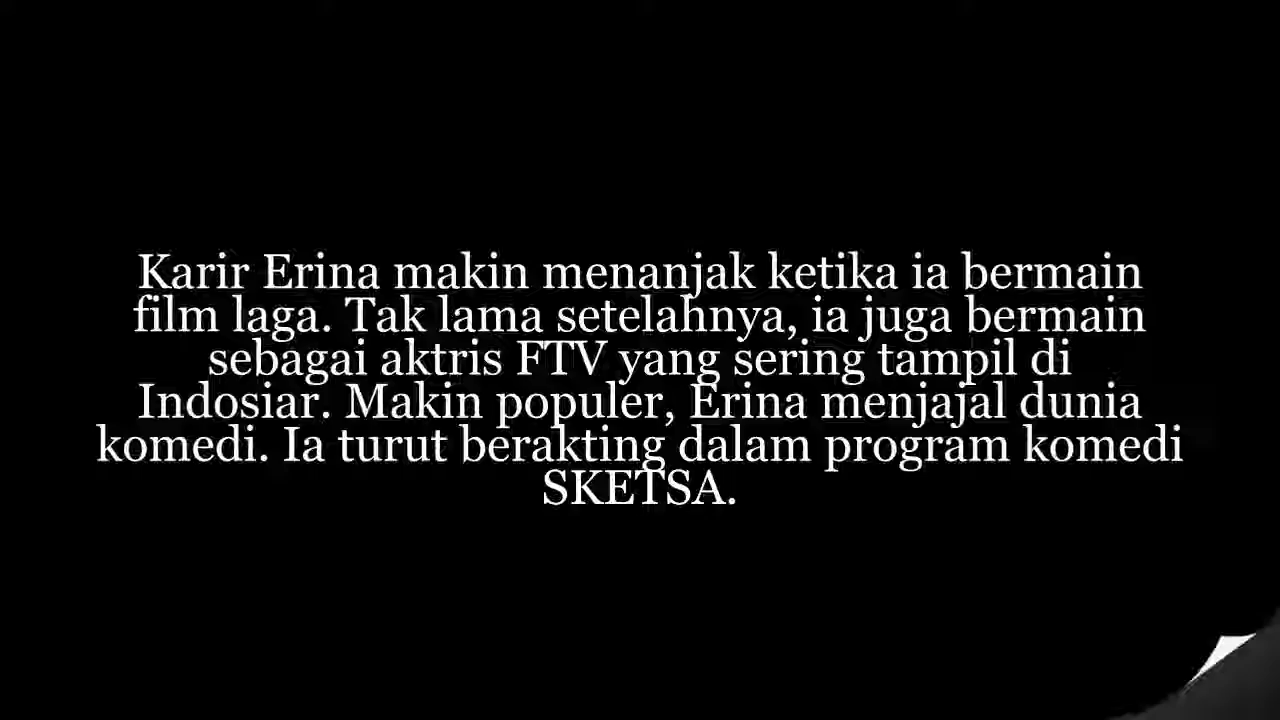 Karir Erina makin menanjak ketika ia bermain
film laga. Tak lama setelahnya, ia juga bermain
sebagai aktris FTV yang sering tampil di
Indosiar. Makin populer, Erina menjajal dunia
komedi. Ia turut berakting dalam program komedi
SKETSA.